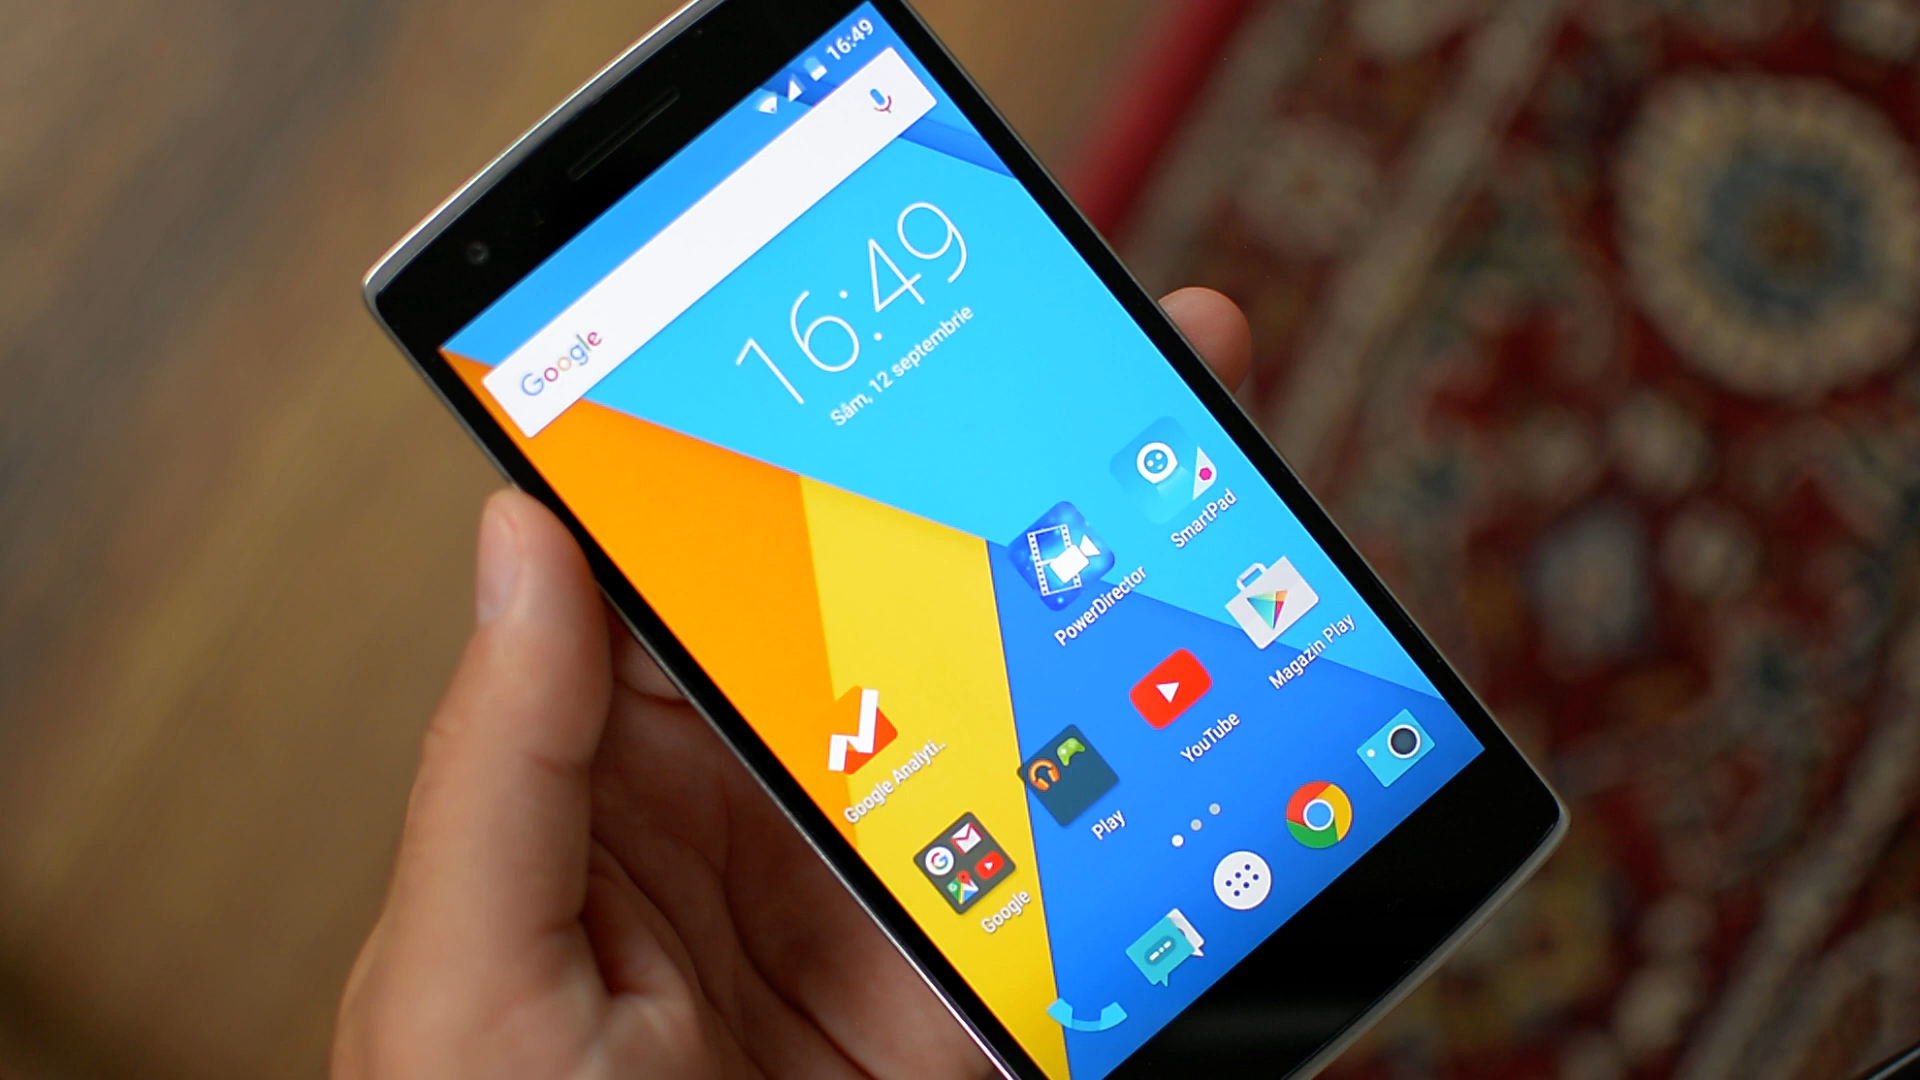 16:49
Google
16:49
Sâm, 12 septembrie
SmartPad
PowerDirector
Magazin Play
YouTube
Google Analyti..
Play
Google